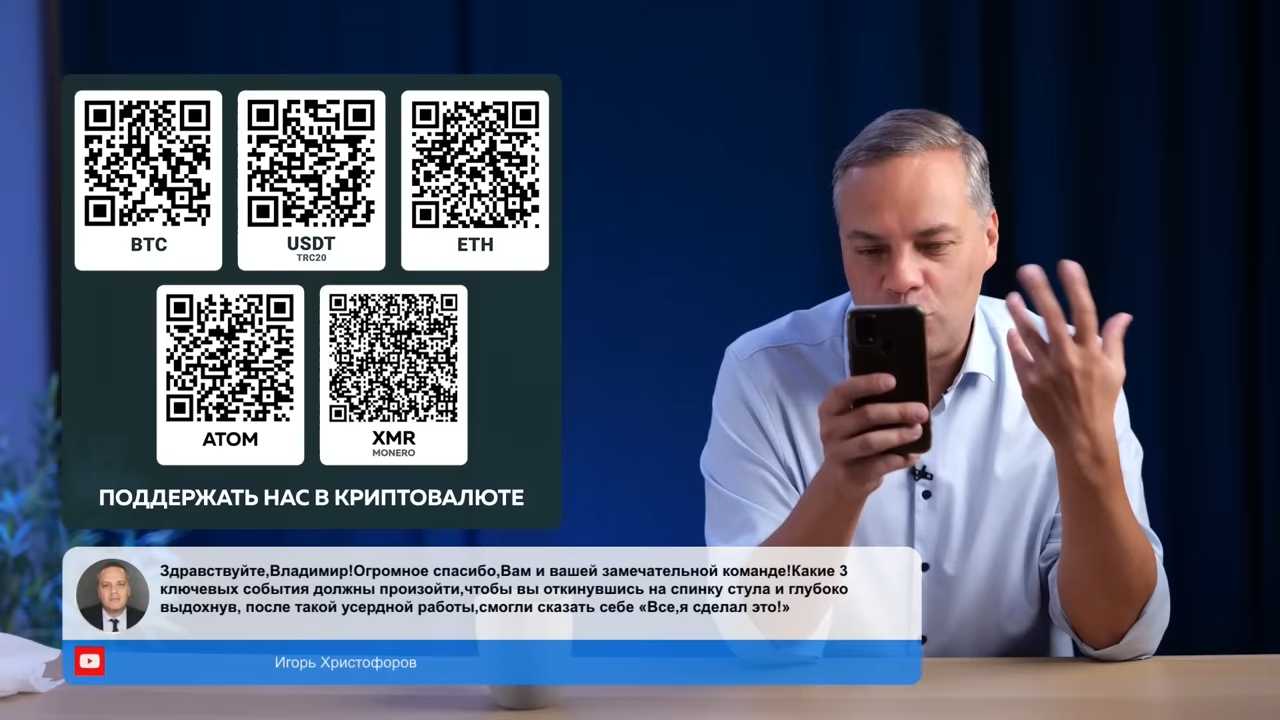 BTC
USDT
TRC20
ETH
ATOM
XMR
MONERO
ПОДДЕРЖАТЬ НАС В КРИПТОВАЛЮТЕ
Здравствуйте,Владимир!Огромное спасибо,Вам и вашей замечательной команде!Какие 3
ключевых события должны произойти,чтобы вы откинувшись на спинку стула и глубоко
выдохнув, после такой усердной работы,смогли сказать себе «Все,я сделал это!»
Игорь Христофоров